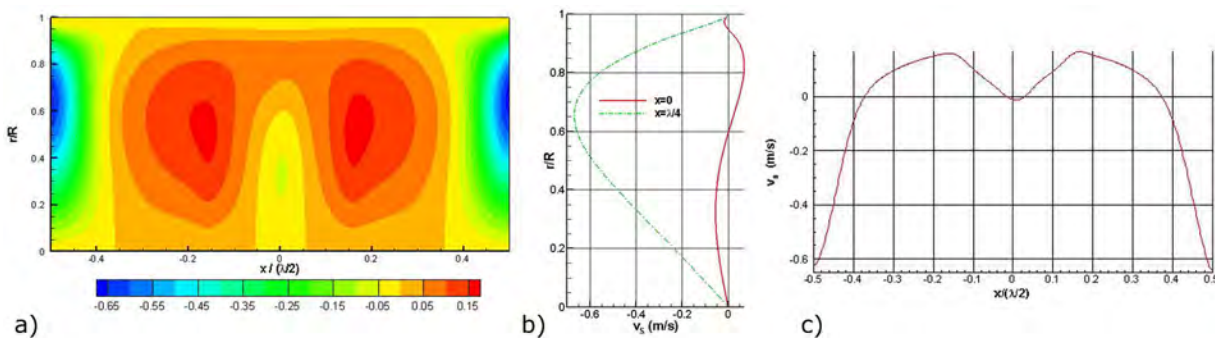 1
0.8
0.6
0.4
0.2
0
r/R
-0.4 -0.2 0 0.2 0.4
x / (λ/2)
-0.65 -0.55 -0.45 -0.35 -0.25 -0.15 -0.05 0.05 0.15
a)
1
0.8
0.6
0.4
0.2
0
r/R
x=0
x=λ/4
-0.6 -0.4 -0.2 0
vS (m/s)
b)
0
-0.2
-0.4
-0.6
vs (m/s)
-0.5 -0.4 -0.3 -0.2 -0.1 0 0.1 0.2 0.3 0.4 0.5
x/(λ/2)
c)